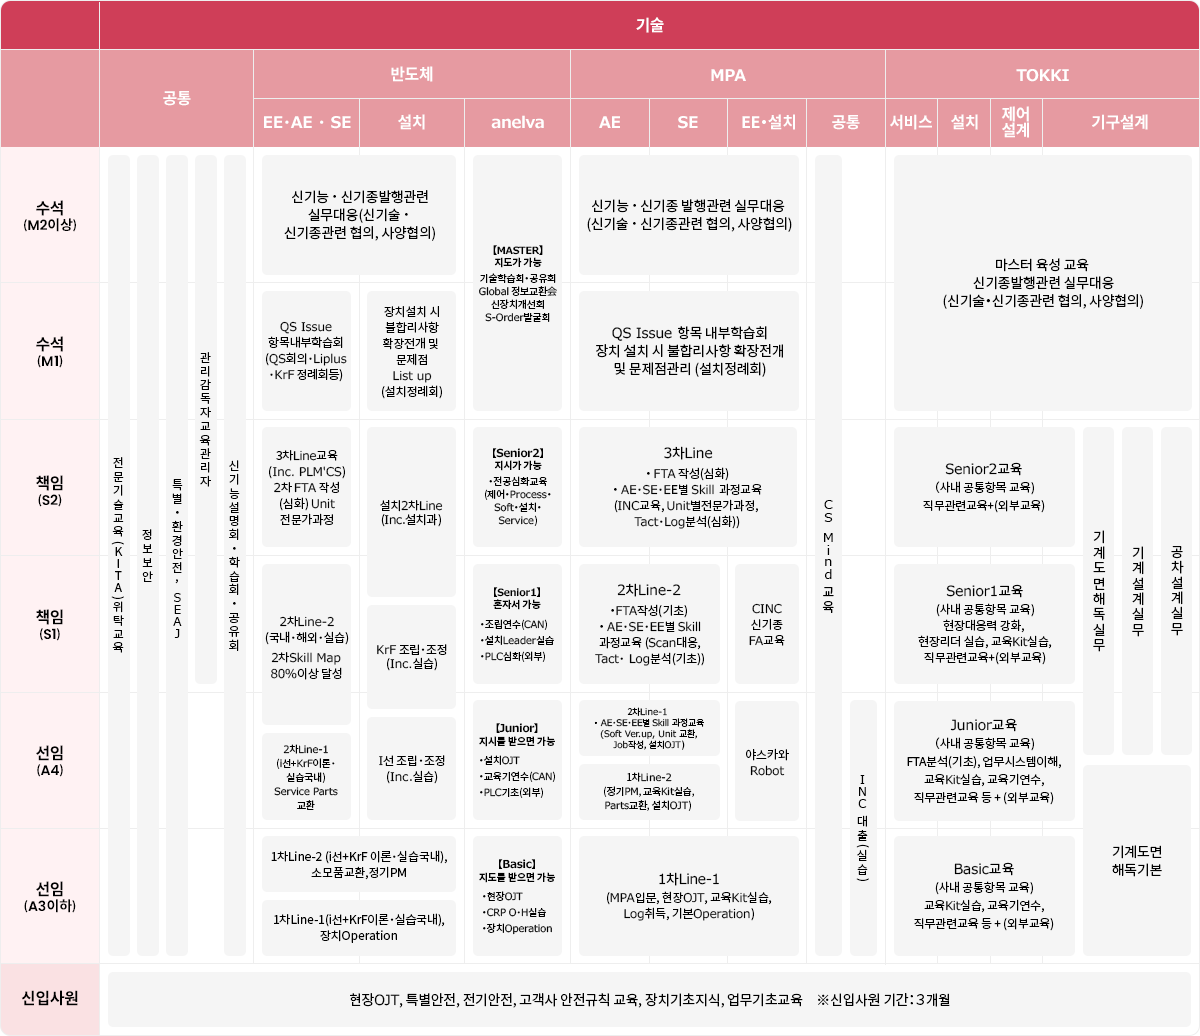 기술
공통
반도체
MPA
TOKKI
EE·AE · SE
설치
anelva
AE
SE
EE·설치
공통
서비스
설치
제어
설계
기구설계
수석
(M2이상)
수석
(M1)
책임
(S2)
책임
(S1)
선임
(A4)
선임
(A3이하)
신입사원
전문기술교육(KITA)위탁교육
정보보안
특별·환경안전, SEAJ
관리감독자교육관리자
신기능설명회·학습회·공유회
신기능·신기종발행관련
실무대응(신기술·
신기종관련 협의, 사양협의)
QS Issue
항목내부학습회
(QS회의·Liplus
·KrF 정례회등)
장치설치 시
불합리사항
확장전개 및
문제점
List up
(설치정례회)
3차Line교육
(Inc. PLM'CS)
2차 FTA 작성
(심화) Unit
전문가과정
설치2차Line
(Inc.설치과)
2차Line-2
(국내·해외·실습)
2차Skill Map
80%이상 달성
KrF 조립·조정
(Inc.실습)
2차Line-1
(i선+KrF이론·
실습국내)
Service Parts
교환
I선 조립·조정
(Inc.실습)
1차Line-2 (i선+KrF 이론·실습국내),
소모품교환,정기PM
1차Line-1(i선+KrF이론·실습국내),
장치Operation
【MASTER】
지도가 가능
기술학습회·공유회
Global 정보교환会
신장치개선회
S-Order발굴회
【Senior2】
지시가 가능
·전공심화교육
(제어·Process·
Soft·설치·
Service)
【Senior1】
혼자서 가능
·조립연수(CAN)
·설치Leader실습
·PLC심화(외부)
【Junior】
지시를 받으면 가능
·설치OJT
·교육기연수(CAN)
·PLC기초(외부)
【Basic】
지도를 받으면 가능
·현장OJT
·CRP O·H실습
·장치Operation
신기능·신기종 발행관련 실무대응
(신기술·신기종관련 협의, 사양협의)
QS Issue 항목 내부학습회
장치 설치 시 불합리사항 확장전개
및 문제점관리 (설치정례회)
3차Line
· FTA 작성(심화)
· AE·SE·EE별 Skill 과정교육
(INC교육, Unit별전문가과정,
Tact·Log분석(심화))
2차Line-2
·FTA작성(기초)
· AE·SE·EE별 Skill
과정교육 (Scan대응,
Tact· Log분석(기초))
CINC
신기종
FA교육
2차Line-1
· AE·SE·EE별 Skill 과정교육
(Soft Ver.up, Unit 교환,
Job작성, 설치OJT)
1차Line-2
(정기PM, 교육Kit실습,
Parts교환, 설치OJT)
야스카와
Robot
1차Line-1
(MPA입문, 현장OJT, 교육Kit실습,
Log취득, 기본Operation)
CS Mind 교육
INC 대출(실습)
마스터 육성 교육
신기종발행관련 실무대응
(신기술·신기종관련 협의, 사양협의)
Senior2교육
(사내 공통항목 교육)
직무관련교육+(외부교육)
Senior1교육
(사내 공통항목 교육)
현장대응력 강화,
현장리더 실습, 교육Kit실습,
직무관련교육+(외부교육)
Junior교육
(사내 공통항목 교육)
FTA분석(기초), 업무시스템이해,
교육Kit실습, 교육기연수,
직무관련교육 등 + (외부교육)
Basic교육
(사내 공통항목 교육)
교육Kit실습, 교육기연수,
직무관련교육 등 + (외부교육)
기계도면해독실무
기계설계실무
공차설계실무
기계도면
해독기본
현장OJT, 특별안전, 전기안전, 고객사 안전규칙 교육, 장치기초지식, 업무기초교육 ※신입사원 기간 : 3개월